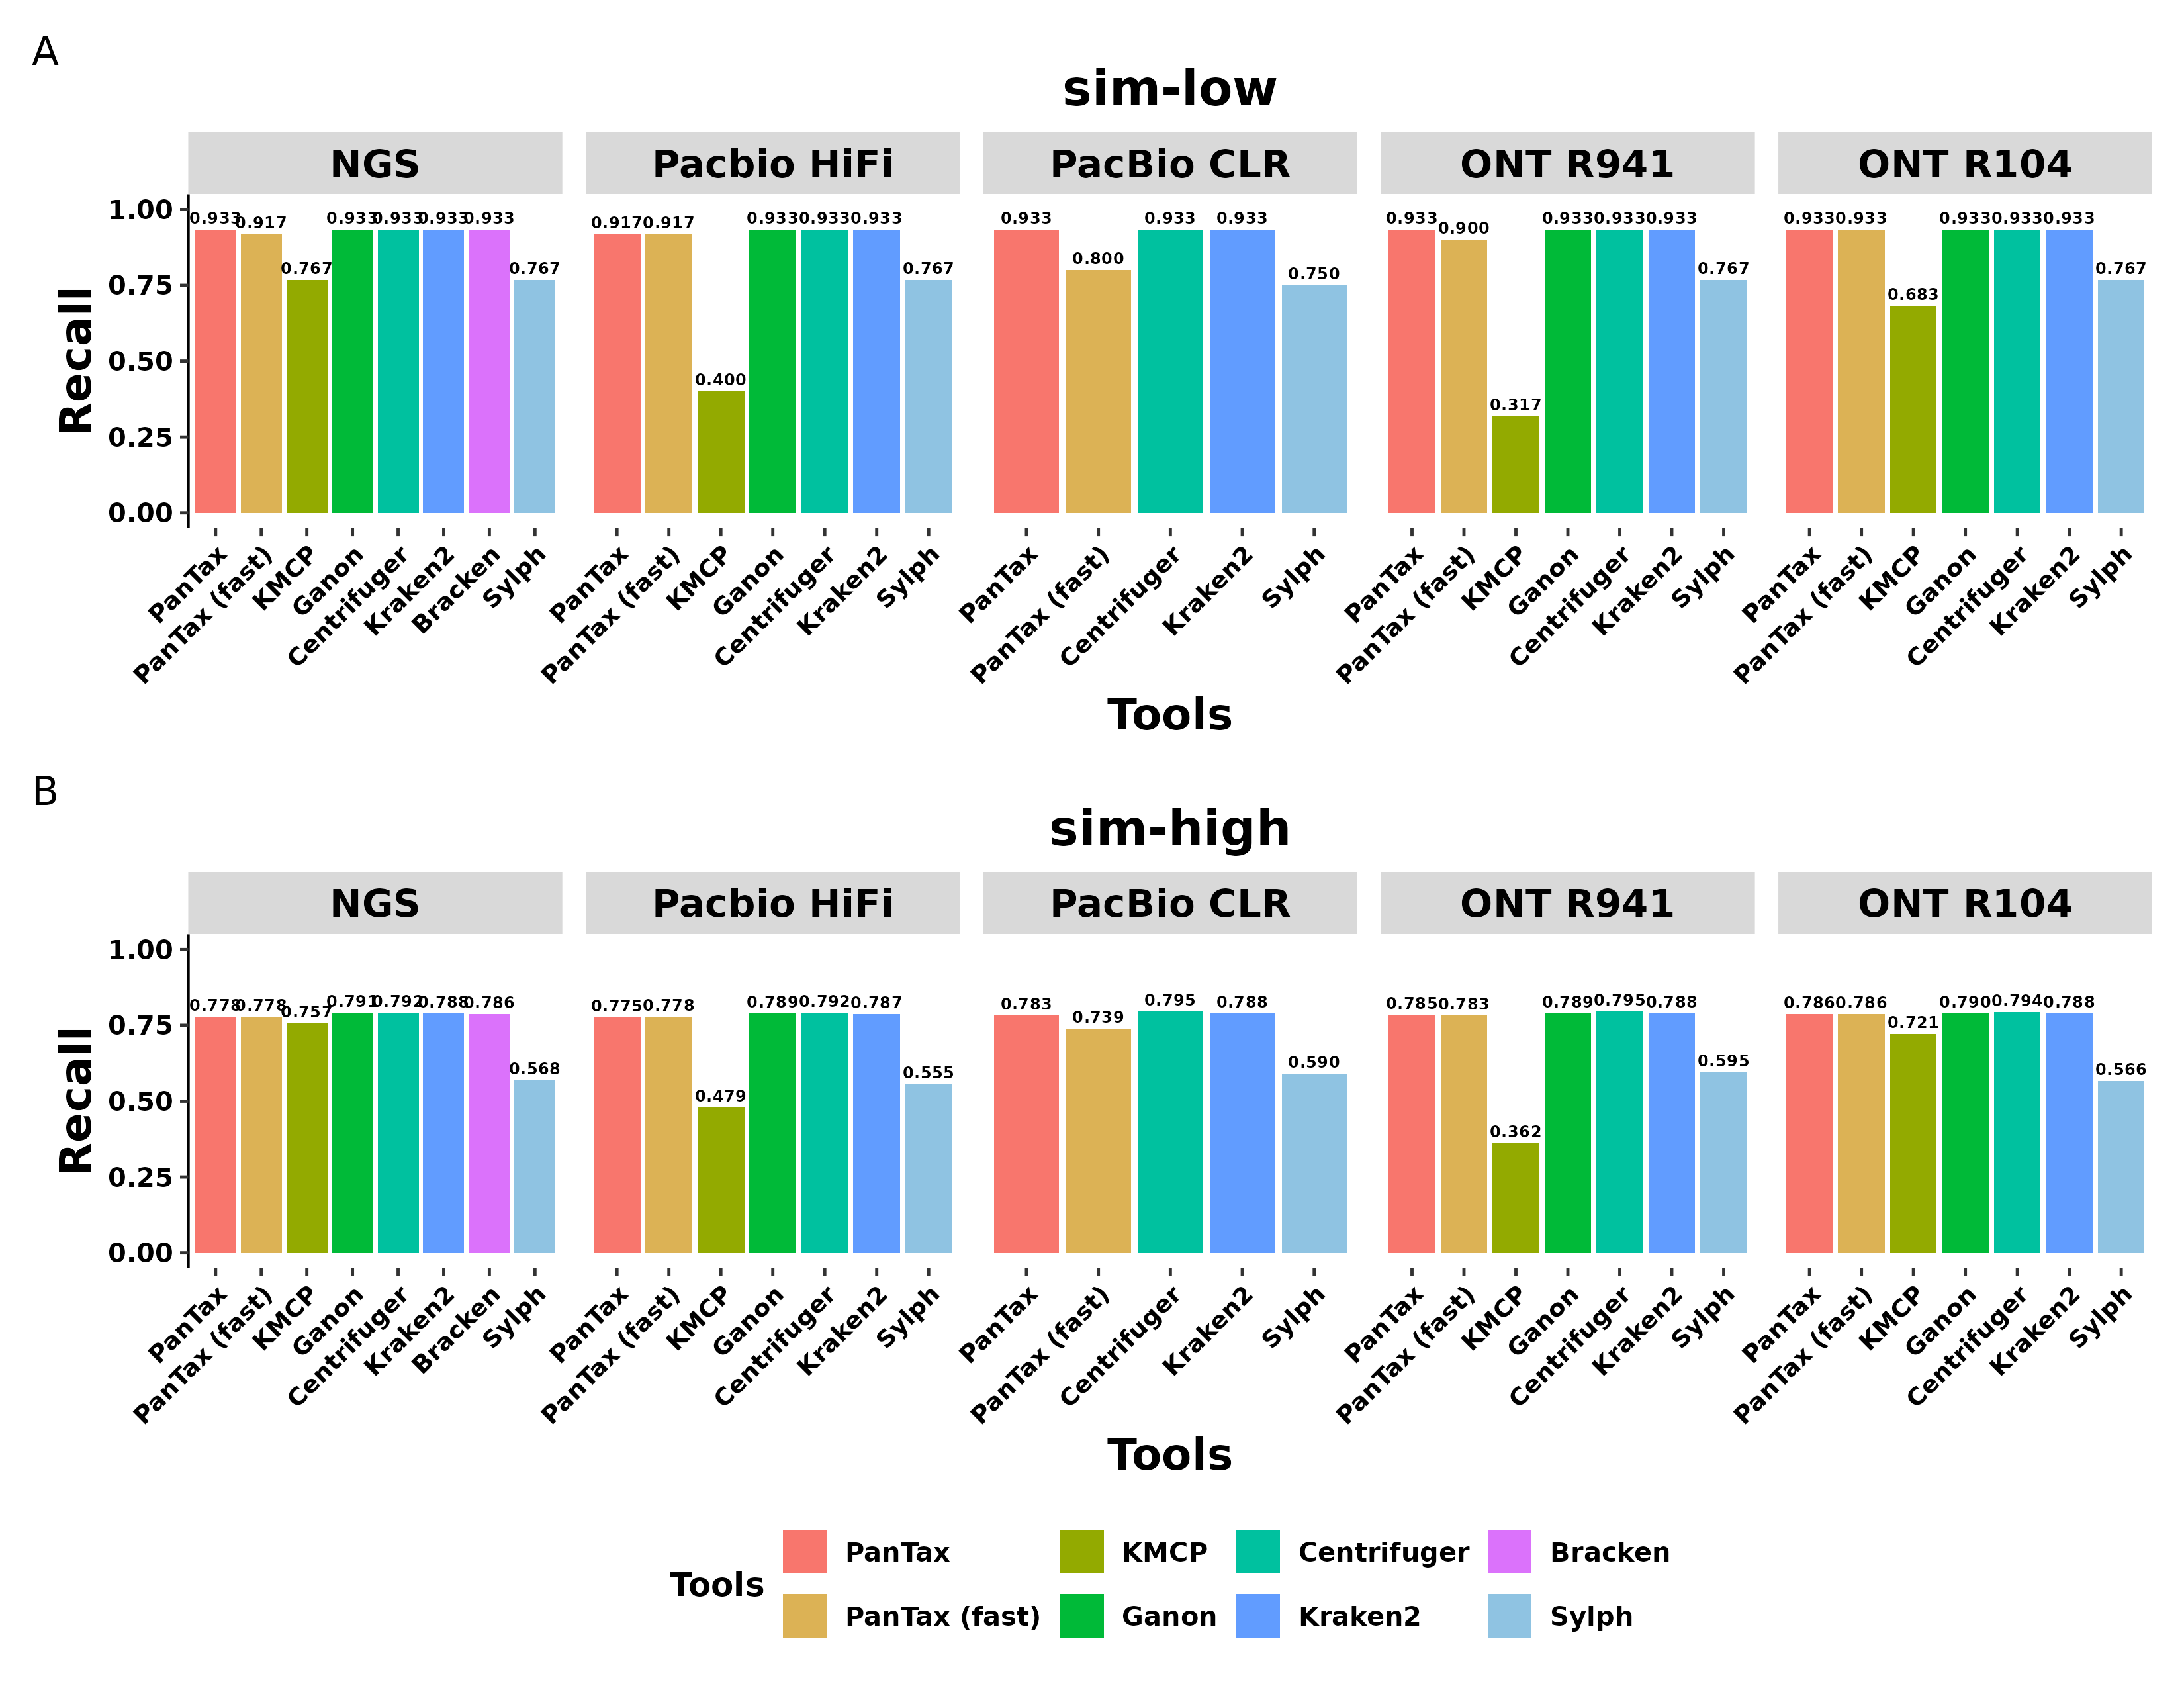 A
sim-low
NGS Pacbio HiFi PacBio CLR ONT R941 ONT R104
Recall
1.00
0.75
0.50
0.25
0.00
0.933 0.917 0.767 0.933 0.933 0.933 0.933 0.767
0.917 0.917 0.400 0.933 0.933 0.933 0.767
0.933 0.800 0.933 0.933 0.750
0.933 0.900 0.317 0.933 0.933 0.933 0.767
0.933 0.933 0.683 0.933 0.933 0.933 0.767
PanTax PanTax (fast) KMCP Ganon Centrifuger Kraken2 Bracken Sylph
PanTax PanTax (fast) KMCP Ganon Centrifuger Kraken2 Sylph
PanTax PanTax (fast) Centrifuger Kraken2 Sylph
PanTax PanTax (fast) KMCP Ganon Centrifuger Kraken2 Sylph
PanTax PanTax (fast) KMCP Ganon Centrifuger Kraken2 Sylph
Tools
B
sim-high
NGS Pacbio HiFi PacBio CLR ONT R941 ONT R104
Recall
1.00
0.75
0.50
0.25
0.00
0.778 0.778 0.757 0.791 0.792 0.788 0.786 0.568
0.775 0.778 0.479 0.789 0.792 0.787 0.555
0.783 0.739 0.795 0.788 0.590
0.785 0.783 0.362 0.789 0.795 0.788 0.595
0.786 0.786 0.721 0.790 0.794 0.788 0.566
PanTax PanTax (fast) KMCP Ganon Centrifuger Kraken2 Bracken Sylph
PanTax PanTax (fast) KMCP Ganon Centrifuger Kraken2 Sylph
PanTax PanTax (fast) Centrifuger Kraken2 Sylph
PanTax PanTax (fast) KMCP Ganon Centrifuger Kraken2 Sylph
PanTax PanTax (fast) KMCP Ganon Centrifuger Kraken2 Sylph
Tools
Tools
PanTax KMCP Centrifuger Bracken
PanTax (fast) Ganon Kraken2 Sylph